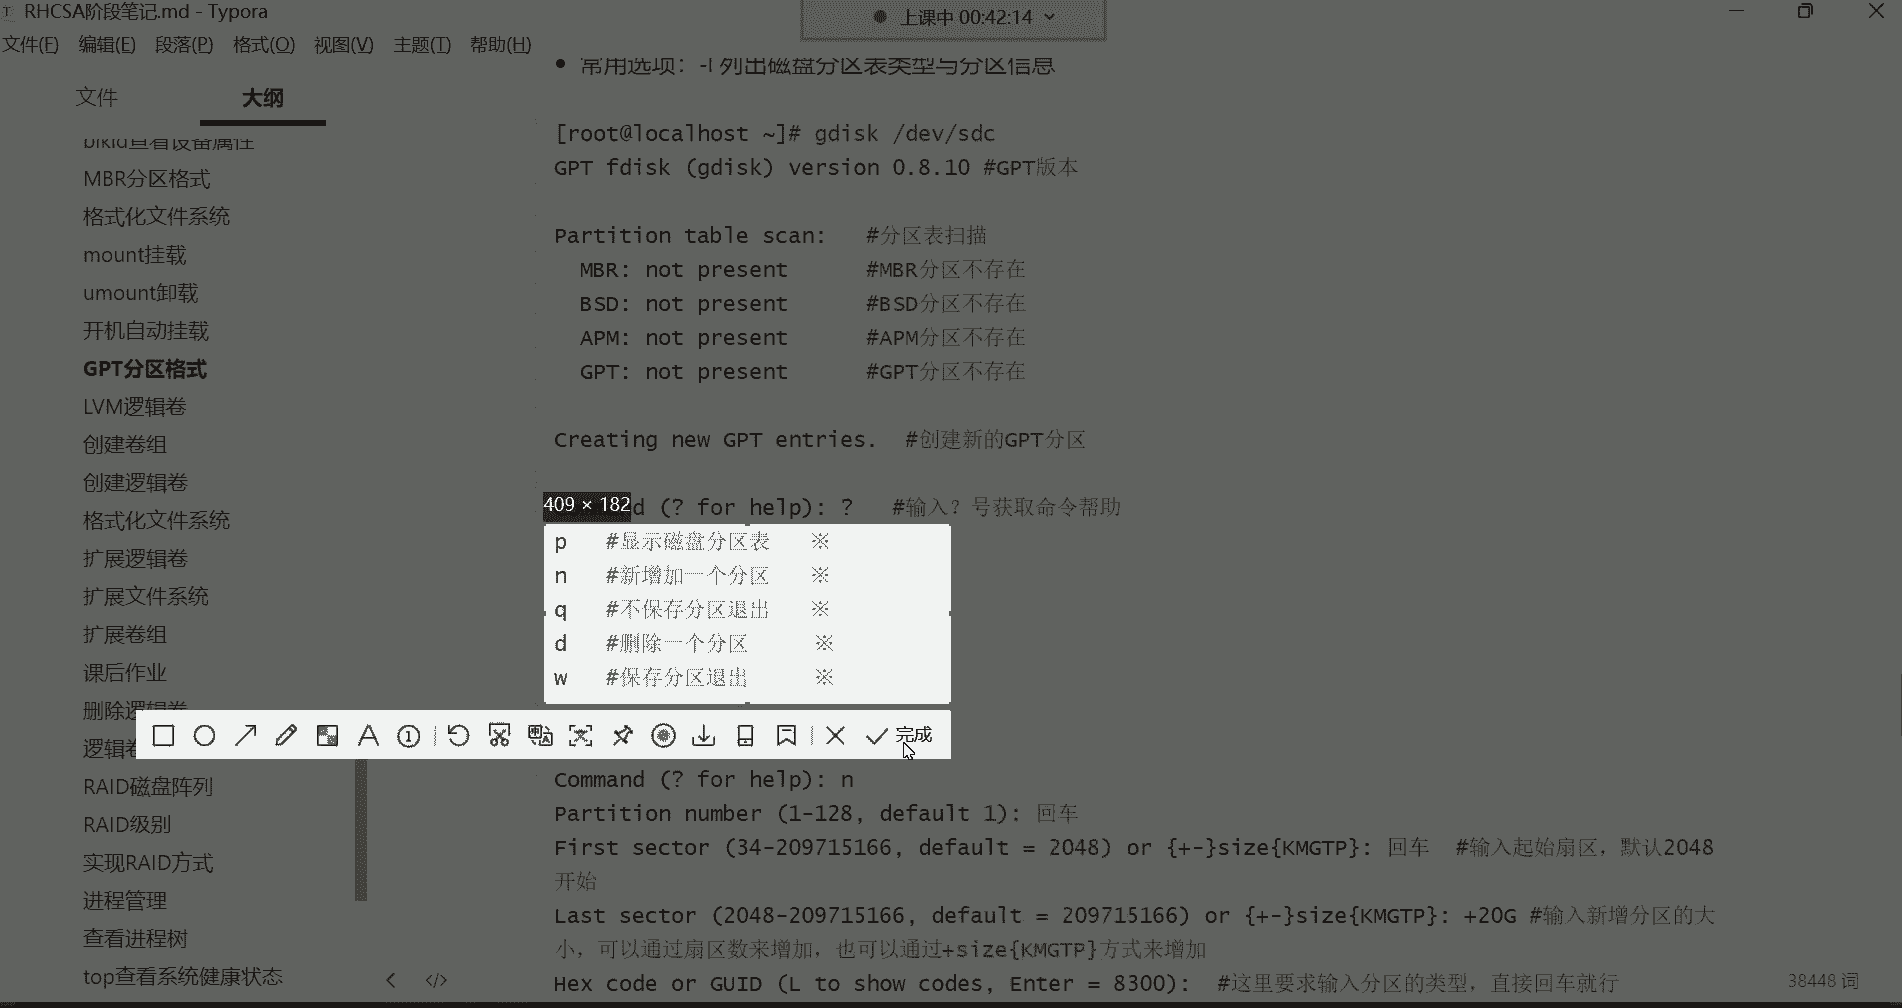 RHCSA阶段笔记.md - Typora
上课中 00:42:14
文件(F) 编辑(E) 段落(P) 格式(O) 视图(V) 主题(T) 帮助(H)
文件 大纲
blkid查看设备属性
MBR分区格式
格式化文件系统
mount挂载
umount卸载
开机自动挂载
GPT分区格式
LVM逻辑卷
创建卷组
创建逻辑卷
格式化文件系统
扩展逻辑卷
扩展文件系统
扩展卷组
课后作业
删除逻辑卷
逻辑卷
RAID磁盘阵列
RAID级别
实现RAID方式
进程管理
查看进程树
top查看系统健康状态
常用选项：-l 列出磁盘分区表类型与分区信息
[root@localhost ~]# gdisk /dev/sdc
GPT fdisk (gdisk) version 0.8.10 #GPT版本
Partition table scan: #分区表扫描
MBR: not present #MBR分区不存在
BSD: not present #BSD分区不存在
APM: not present #APM分区不存在
GPT: not present #GPT分区不存在
Creating new GPT entries. #创建新的GPT分区
409 × 182
d (? for help): ? #输入？号获取命令帮助
p #显示磁盘分区表 ※
n #新增加一个分区 ※
q #不保存分区退出 ※
d #删除一个分区 ※
w #保存分区退出 ※
完成
Command (? for help): n
Partition number (1-128, default 1): 回车
First sector (34-209715166, default = 2048) or {+-}size{KMGTP}: 回车 #输入起始扇区，默认2048
开始
Last sector (2048-209715166, default = 209715166) or {+-}size{KMGTP}: +20G #输入新增分区的大
小，可以通过扇区数来增加，也可以通过+size{KMGTP}方式来增加
Hex code or GUID (L to show codes, Enter = 8300): #这里要求输入分区的类型，直接回车就行
38448 词